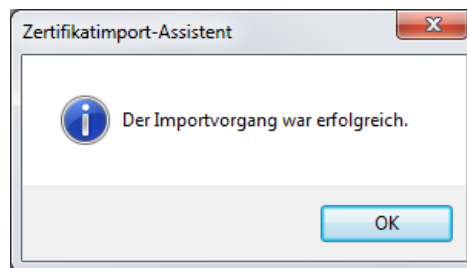 Zertifikatimport-Assistent
Der Importvorgang war erfolgreich.
OK